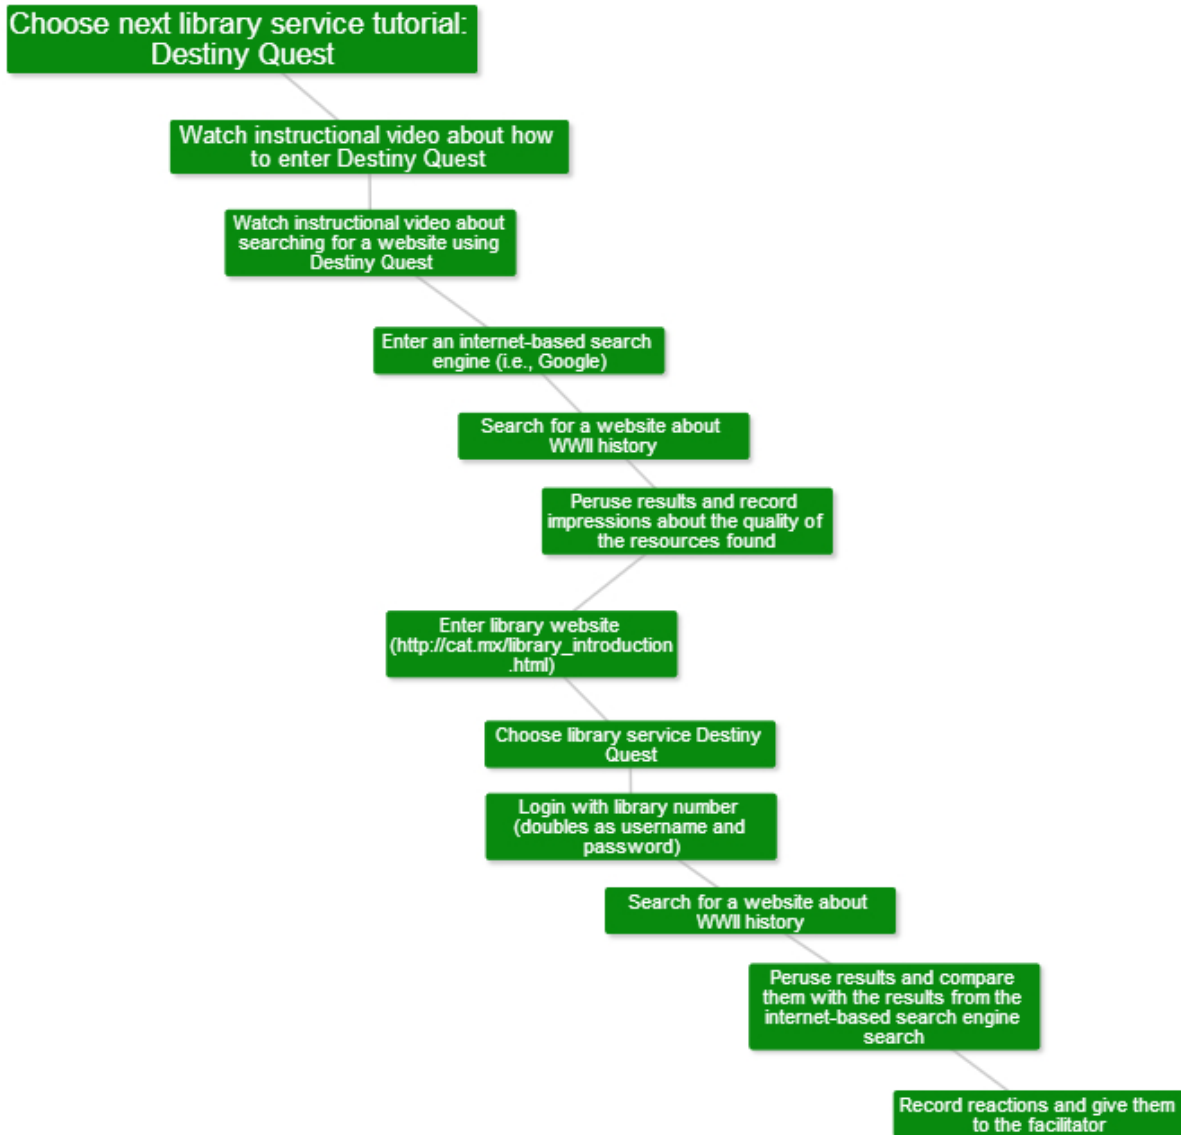 Choose next library service tutorial:
Destiny Quest
Watch instructional video about how
to enter Destiny Quest
Watch instructional video about
searching for a website using
Destiny Quest
Enter an internet-based search
engine (i.e., Google)
Search for a website about
WWII history
Peruse results and record
impressions about the quality of
the resources found
Enter library website
(http://cat.mx/library_introduction
.html)
Choose library service Destiny
Quest
Login with library number
(doubles as username and
password)
Search for a website about
WWII history
Peruse results and compare
them with the results from the
internet-based search engine
search
Record reactions and give them
to the facilitator